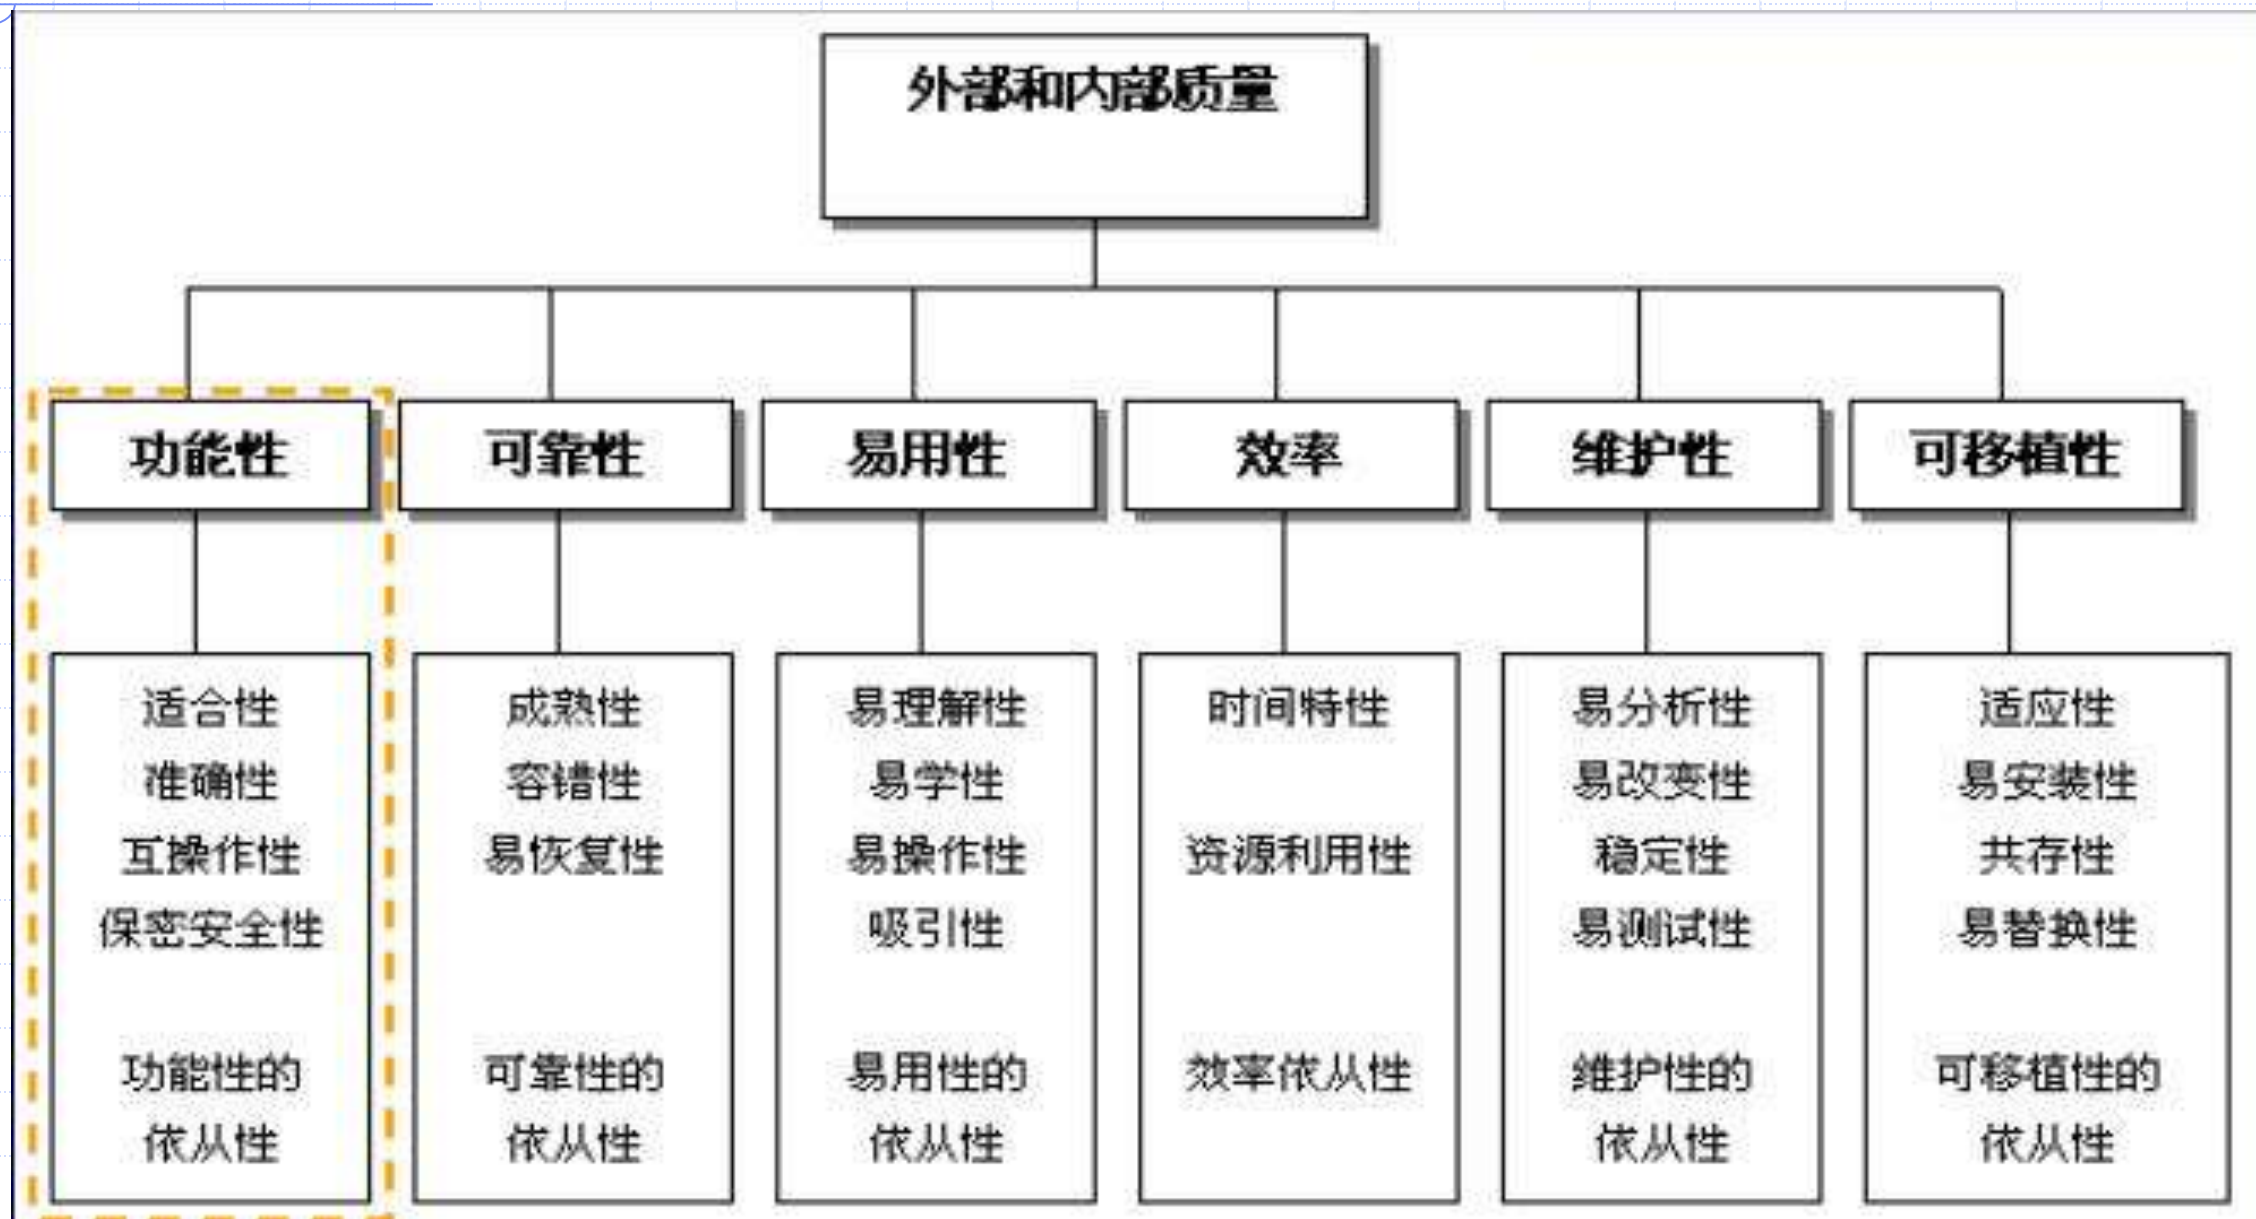 外部和内部质量
功能性
可靠性
易用性
效率
维护性
可移植性
适合性
准确性
互操作性
保密安全性
功能性的
依从性
成熟性
容错性
易恢复性
可靠性的
依从性
易理解性
易学性
易操作性
吸引性
易用性的
依从性
时间特性
资源利用性
效率依从性
易分析性
易改变性
稳定性
易测试性
维护性的
依从性
适应性
易安装性
共存性
易替换性
可移植性的
依从性